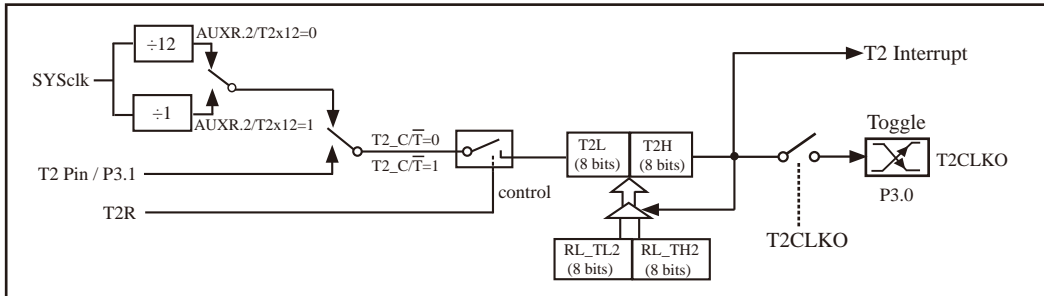 ÷12
AUXR.2/T2x12=0
SYSclk
÷1
AUXR.2/T2x12=1
T2 Pin / P3.1
T2R
T2_C/T̅=0
T2_C/T̅=1
control
T2L
(8 bits)
T2H
(8 bits)
RL_TL2
(8 bits)
RL_TH2
(8 bits)
T2 Interrupt
Toggle
T2CLKO
P3.0
T2CLKO